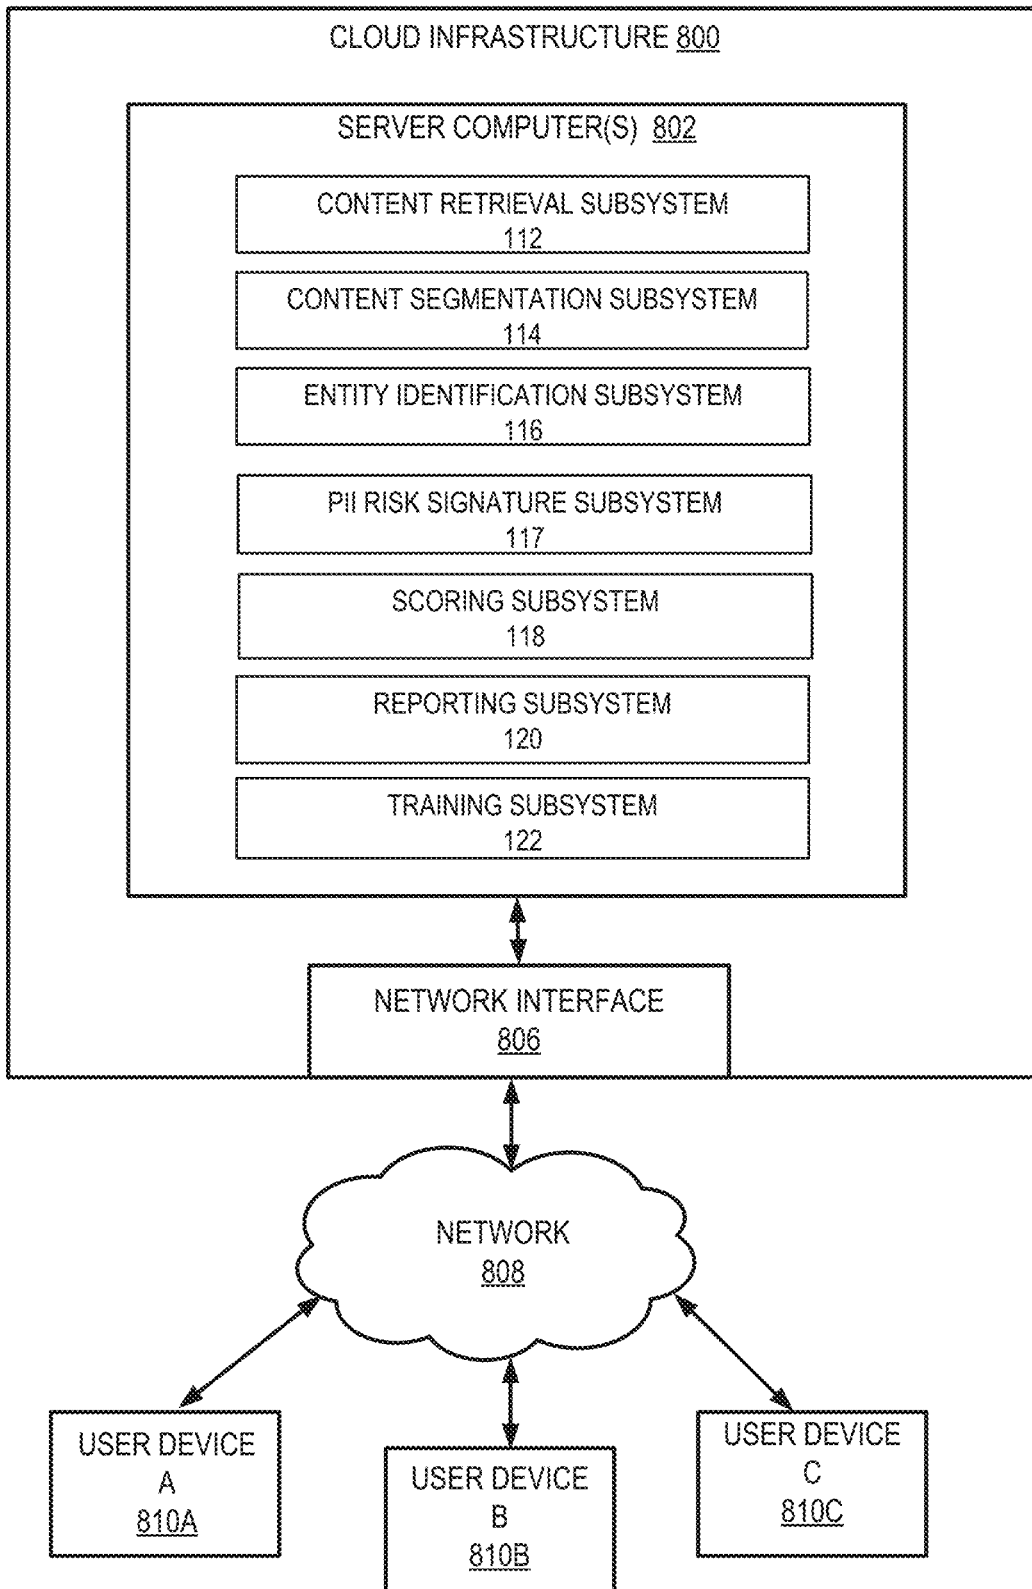 CLOUD INFRASTRUCTURE 800
SERVER COMPUTER(S) 802
CONTENT RETRIEVAL SUBSYSTEM
112
CONTENT SEGMENTATION SUBSYSTEM
114
ENTITY IDENTIFICATION SUBSYSTEM
116
PII RISK SIGNATURE SUBSYSTEM
117
SCORING SUBSYSTEM
118
REPORTING SUBSYSTEM
120
TRAINING SUBSYSTEM
122
NETWORK INTERFACE
806
NETWORK
808
USER DEVICE
A
810A
USER DEVICE
B
810B
USER DEVICE
C
810C